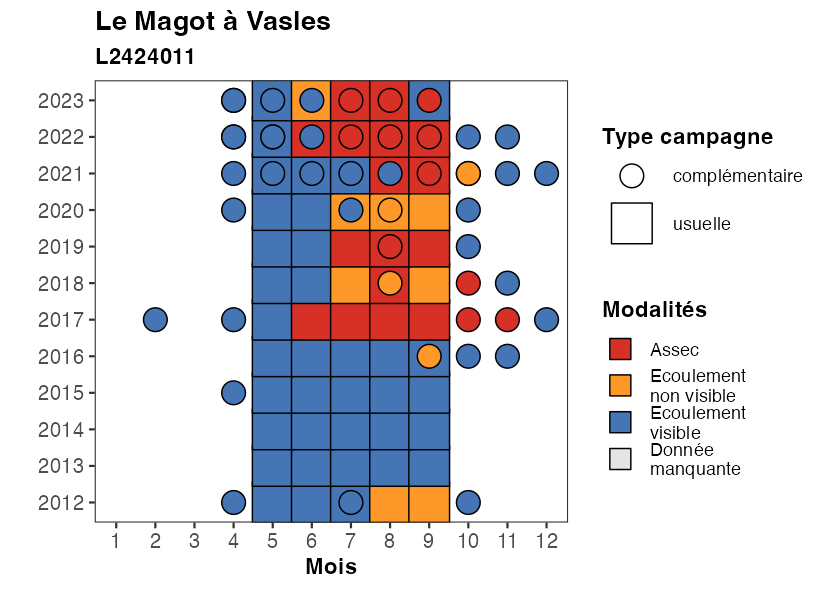 Le Magot à Vasles
L2424011
2023
2022
2021
2020
2019
2018
2017
2016
2015
2014
2013
2012
1 2 3 4 5 6 7 8 9 10 11 12
Mois
Type campagne
complémentaire
usuelle
Modalités
Assec
Ecoulement
non visible
Ecoulement
visible
Donnée
manquante